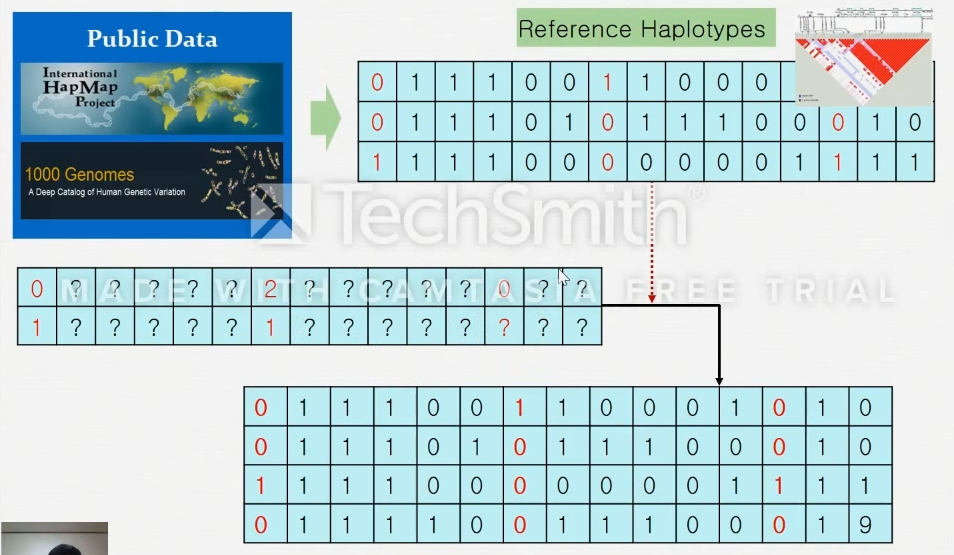 Public Data
International
HapMap
Project
1000 Genomes
A Deep Catalog of Human Genetic Variation
Reference Haplotypes
0 1 1 1 0 0 1 1 0 0 0
0 1 1 1 0 1 0 1 1 1 0 0 0 1 0
1 1 1 1 0 0 0 0 0 0 0 1 1 1 1
TechSmith®
MADE WITH CAMTASIA FREE TRIAL
0 ? ? ? ? ? 2 ? ? ? ? ? 0 ? ?
1 ? ? ? ? ? 1 ? ? ? ? ? ? ? ?
0 1 1 1 0 0 1 1 0 0 0 1 0 1 0
0 1 1 1 0 1 0 1 1 1 0 0 0 1 0
1 1 1 1 0 0 0 0 0 0 0 1 1 1 1
0 1 1 1 1 0 0 1 1 1 0 0 0 1 9